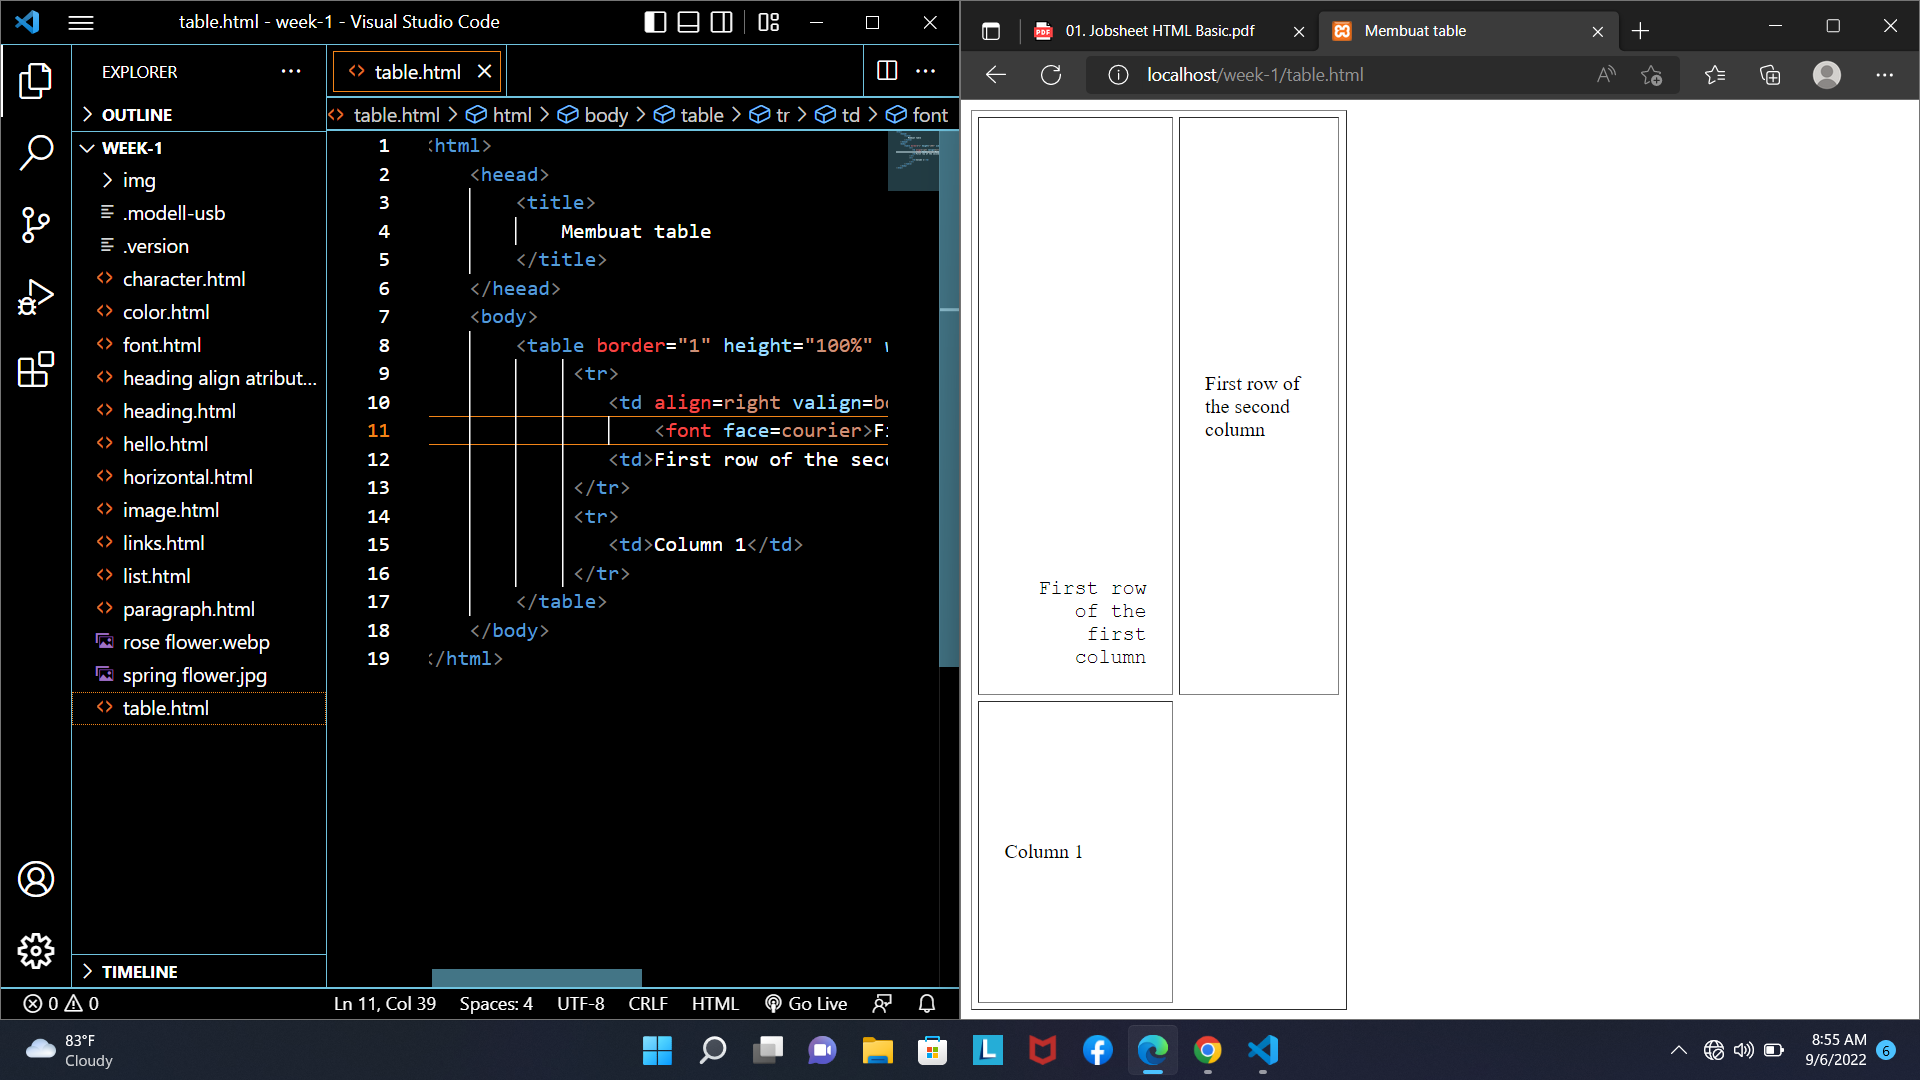 table.html - week-1 - Visual Studio Code
EXPLORER
OUTLINE
WEEK-1
img
.modell-usb
.version
character.html
color.html
font.html
heading align atribut...
heading.html
hello.html
horizontal.html
image.html
links.html
list.html
paragraph.html
rose flower.webp
spring flower.jpg
table.html
TIMELINE
table.html
table.html > html > body > table > tr > td > font
1 <html>
2 <heead>
3 <title>
4 Membuat table
5 </title>
6 </heead>
7 <body>
8 <table border="1" height="100%"
9 <tr>
10 <td align=right valign=bo
11 <font face=courier>Fi
12 <td>First row of the seco
13 </tr>
14 <tr>
15 <td>Column 1</td>
16 </tr>
17 </table>
18 </body>
19 </html>
0 0
Ln 11, Col 39 Spaces: 4 UTF-8 CRLF HTML Go Live
PDF 01. Jobsheet HTML Basic.pdf
Membuat table
localhost/week-1/table.html
First row of
the second
column
First row
of the
first
column
Column 1
83°F
Cloudy
8:55 AM
9/6/2022
6